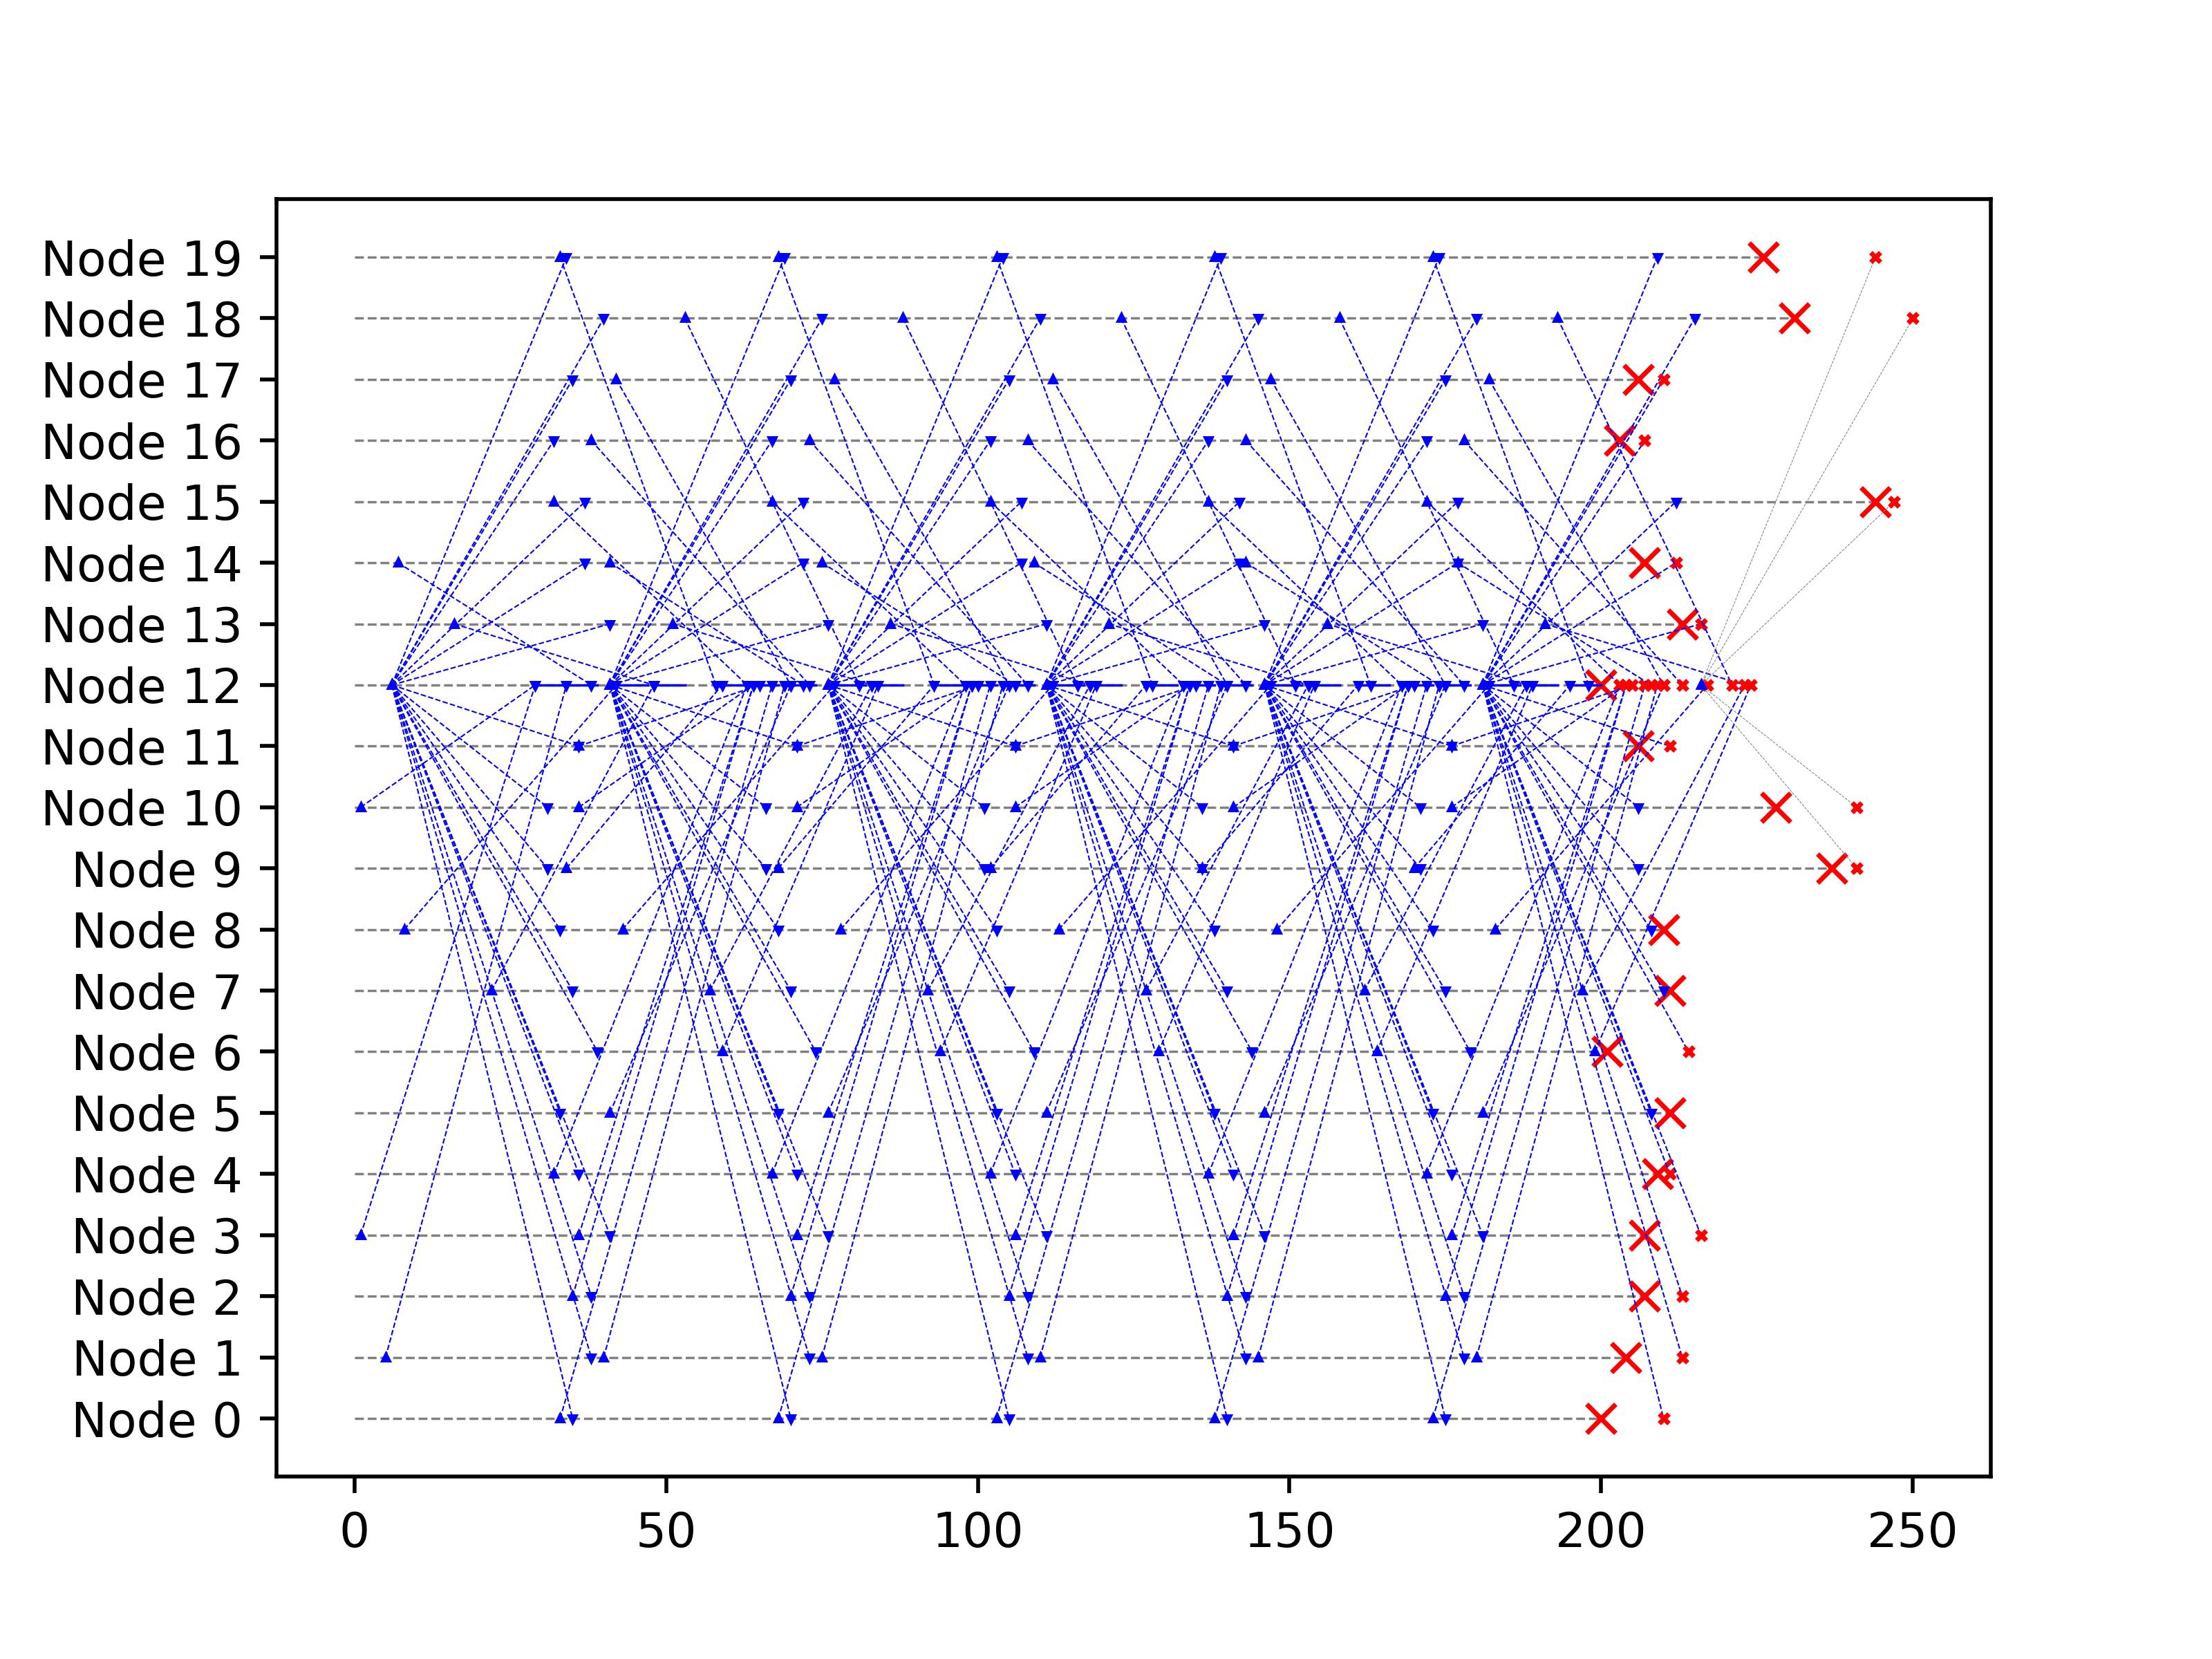 Node 19
Node 18
Node 17
Node 16
Node 15
Node 14
Node 13
Node 12
Node 11
Node 10
Node 9
Node 8
Node 7
Node 6
Node 5
Node 4
Node 3
Node 2
Node 1
Node 0
0 50 100 150 200 250